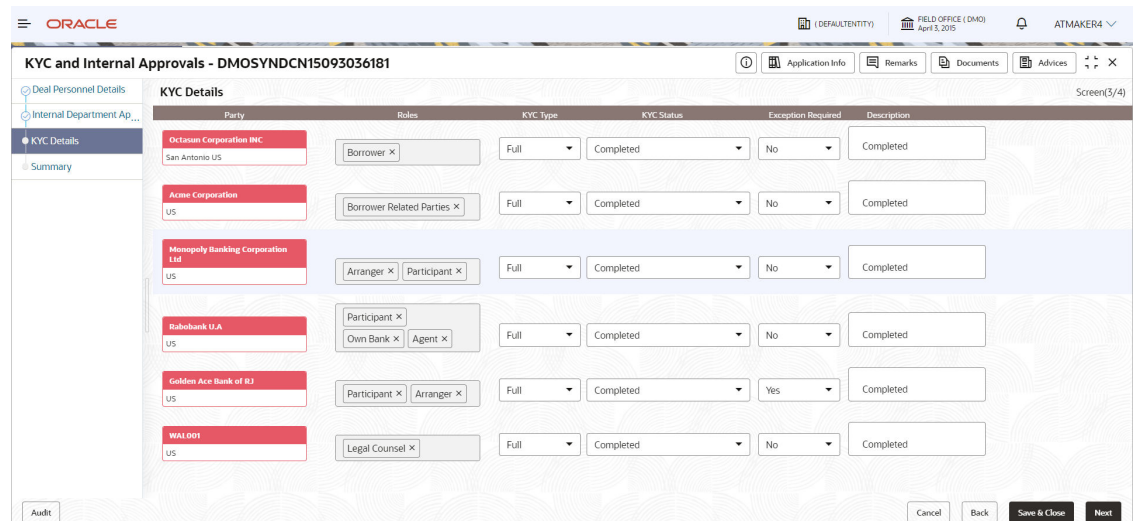 ORACLE
( DEFAULTENTITY)
FIELD OFFICE ( DMO)
April 3, 2015
ATMAKER4
KYC and Internal Approvals - DMOSYNDCN15093036181
Application Info
Remarks
Documents
Advices
Deal Personnel Details
Internal Department Ap...
KYC Details
Summary
KYC Details
Screen(3/4)
Party Roles KYC Type KYC Status Exception Required Description
Octasun Corporation INC
San Antonio US
Borrower ×
Full Completed No Completed
Acme Corporation
US
Borrower Related Parties ×
Full Completed No Completed
Monopoly Banking Corporation
Ltd
US
Arranger × Participant ×
Full Completed No Completed
Rabobank U.A
US
Participant ×
Own Bank × Agent ×
Full Completed No Completed
Golden Ace Bank of RJ
US
Participant × Arranger ×
Full Completed Yes Completed
WAL001
US
Legal Counsel ×
Full Completed No Completed
Audit
Cancel
Back
Save & Close
Next